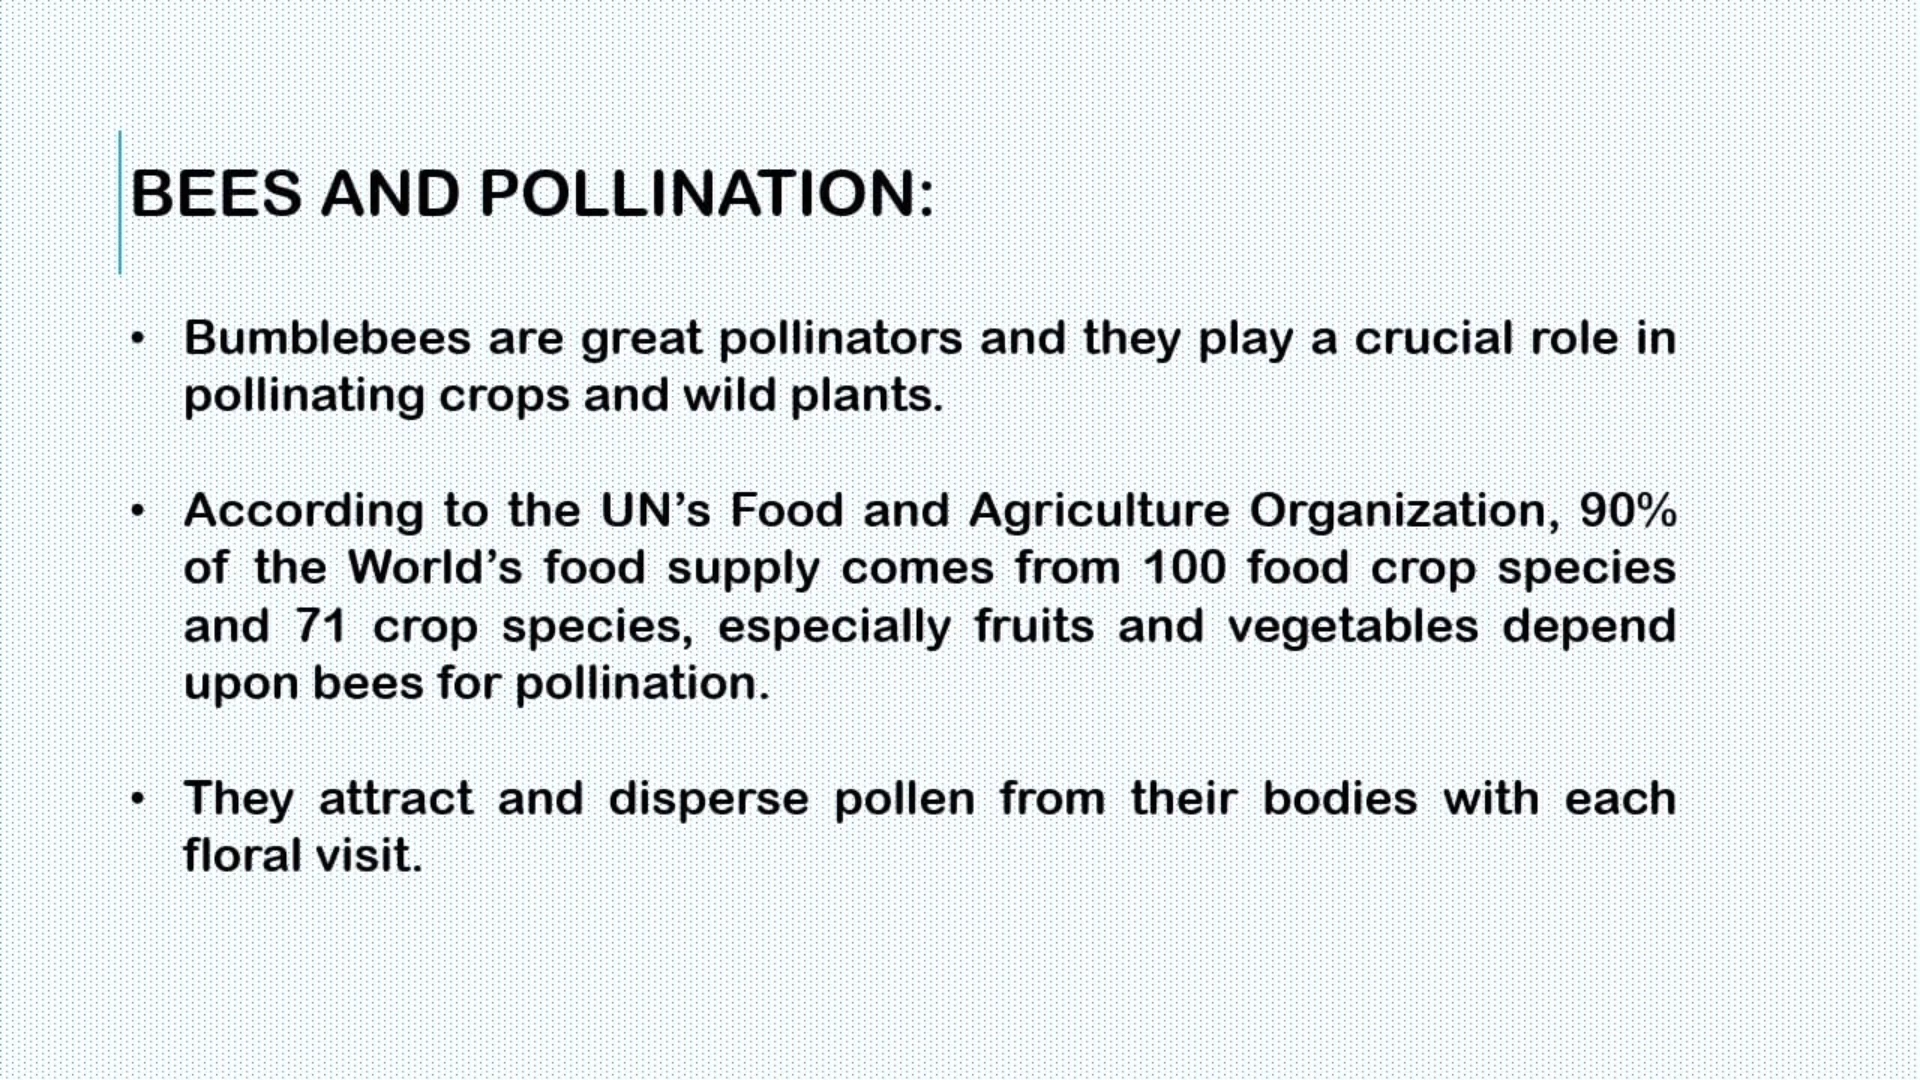 BEES AND POLLINATION:
• Bumblebees are great pollinators and they play a crucial role in
pollinating crops and wild plants.
• According to the UN’s Food and Agriculture Organization, 90%
of the World’s food supply comes from 100 food crop species
and 71 crop species, especially fruits and vegetables depend
upon bees for pollination.
• They attract and disperse pollen from their bodies with each
floral visit.